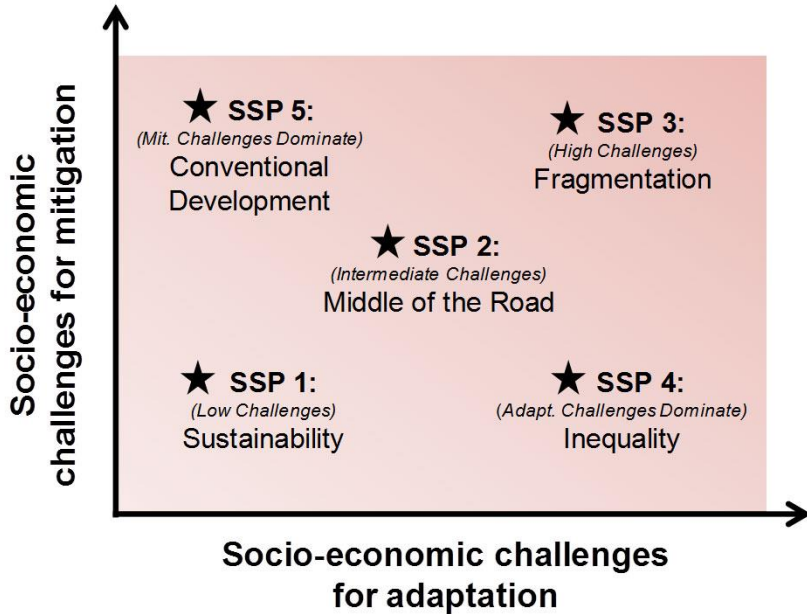 Socio-economic
challenges for mitigation
SSP 5:
(Mit. Challenges Dominate)
Conventional
Development
SSP 3:
(High Challenges)
Fragmentation
SSP 2:
(Intermediate Challenges)
Middle of the Road
SSP 1:
(Low Challenges)
Sustainability
SSP 4:
(Adapt. Challenges Dominate)
Inequality
Socio-economic challenges
for adaptation